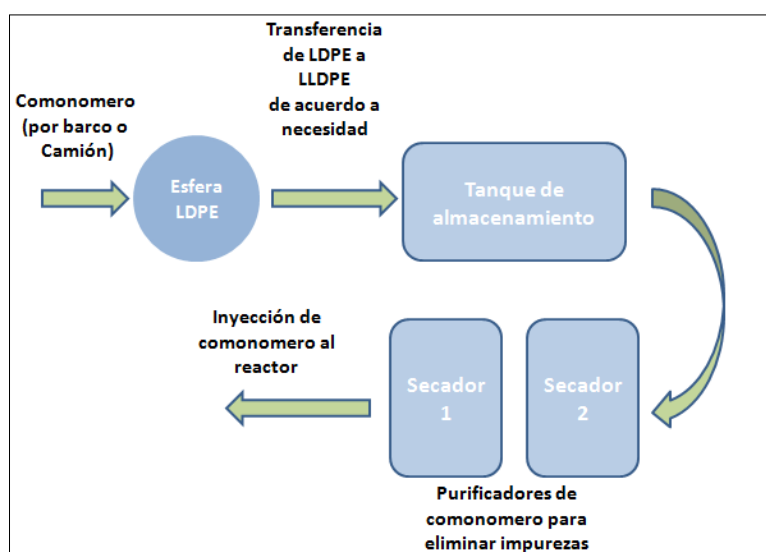 Comonomero
(por barco o
Camión)
Esfera
LDPE
Transferencia
de LDPE a
LLDPE
de acuerdo a
necesidad
Tanque de
almacenamiento
Inyección de
comonomero al
reactor
Secador
1
Secador
2
Purificadores de
comonomero para
eliminar impurezas